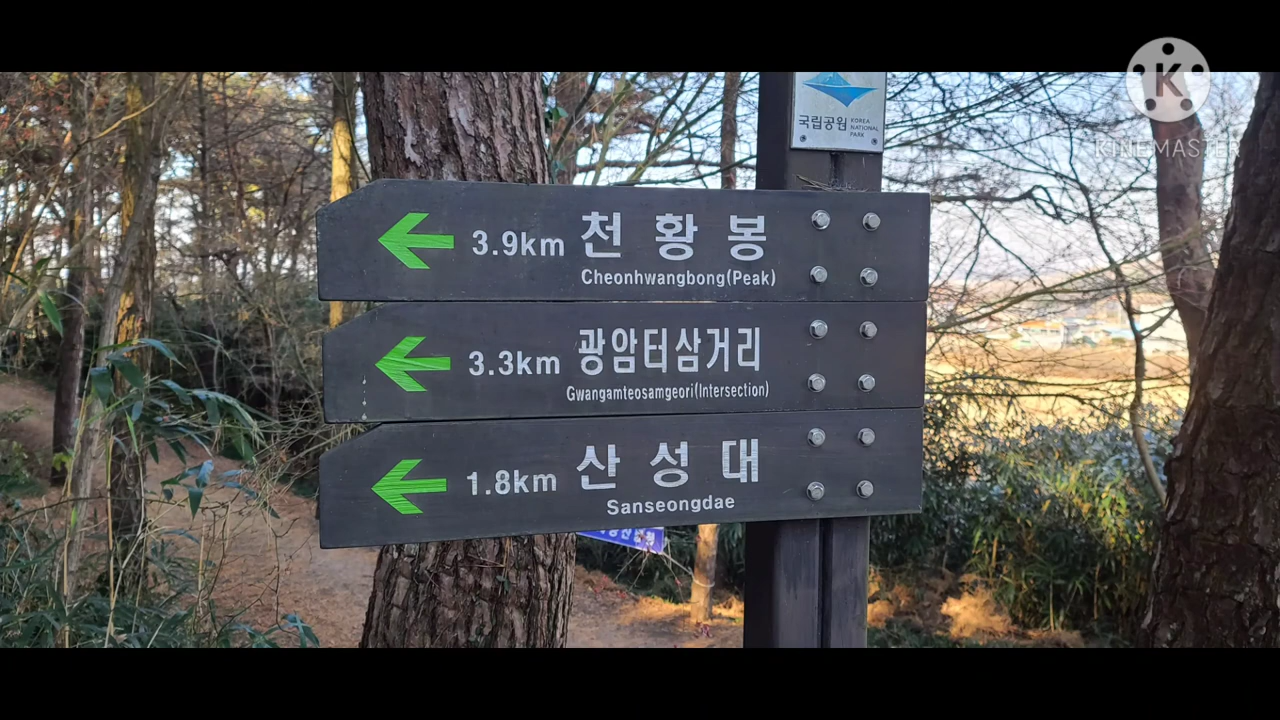 국립공원
KOREA
NATIONAL
PARK
K
KINEMASTER
3.9km 천황봉
Cheonhwangbong(Peak)
3.3km 광암터삼거리
Gwangamteosamgeori(Intersection)
1.8km 산성대
Sanseongdae